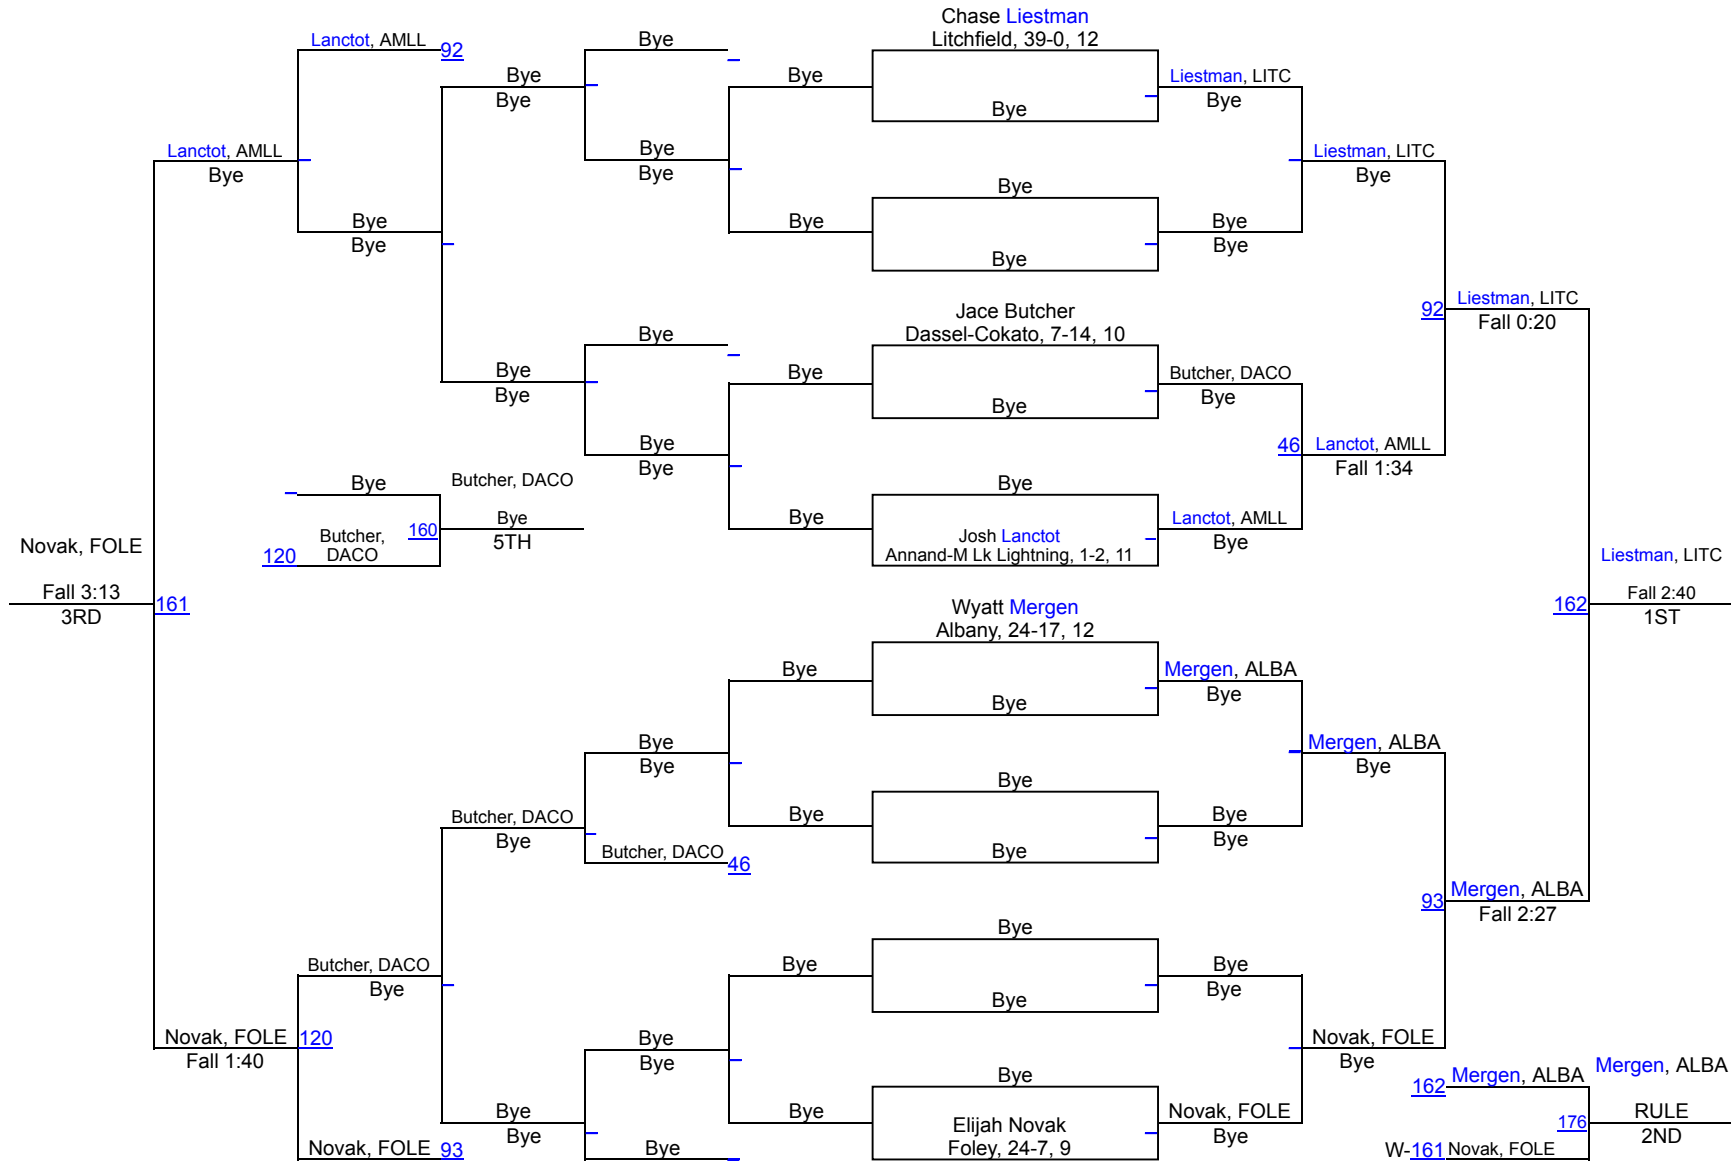 Chase Liestman
Litchfield, 39-0, 12
Lanctot, AMLL 92
Bye
Bye
Bye
Bye
Liestman, LITC
Bye
Bye
Lanctot, AMLL
Bye
Bye
Bye
Liestman, LITC
Bye
Bye
Bye
Bye
Bye
Bye
Bye
Bye
Bye
Jace Butcher
Dassel-Cokato, 7-14, 10
92 Liestman, LITC
Fall 0:20
Bye
Bye
Bye
Bye
Butcher, DACO
Bye
Bye
Bye
Bye
46 Lanctot, AMLL
Fall 1:34
Bye
Butcher, DACO
Bye
Butcher,
DACO
120
160
Bye
5TH
Bye
Josh Lanctot
Annand-M Lk Lightning, 1-2, 11
Lanctot, AMLL
Bye
Novak, FOLE
Fall 3:13
3RD
161
Liestman, LITC
162
Fall 2:40
1ST
Wyatt Mergen
Albany, 24-17, 12
Bye
Bye
Mergen, ALBA
Bye
Bye
Bye
Mergen, ALBA
Bye
Bye
Bye
Bye
Bye
Bye
Butcher, DACO
Bye
Butcher, DACO 46
93 Mergen, ALBA
Fall 2:27
Bye
Butcher, DACO
Bye
Bye
Bye
Bye
Bye
Novak, FOLE 120
Fall 1:40
Bye
Bye
Novak, FOLE
Bye
Bye
162 Mergen, ALBA
Mergen, ALBA
Bye
Bye
Bye
Elijah Novak
Foley, 24-7, 9
Novak, FOLE
Bye
176
RULE
2ND
Novak, FOLE 93
Bye
W-161 Novak, FOLE